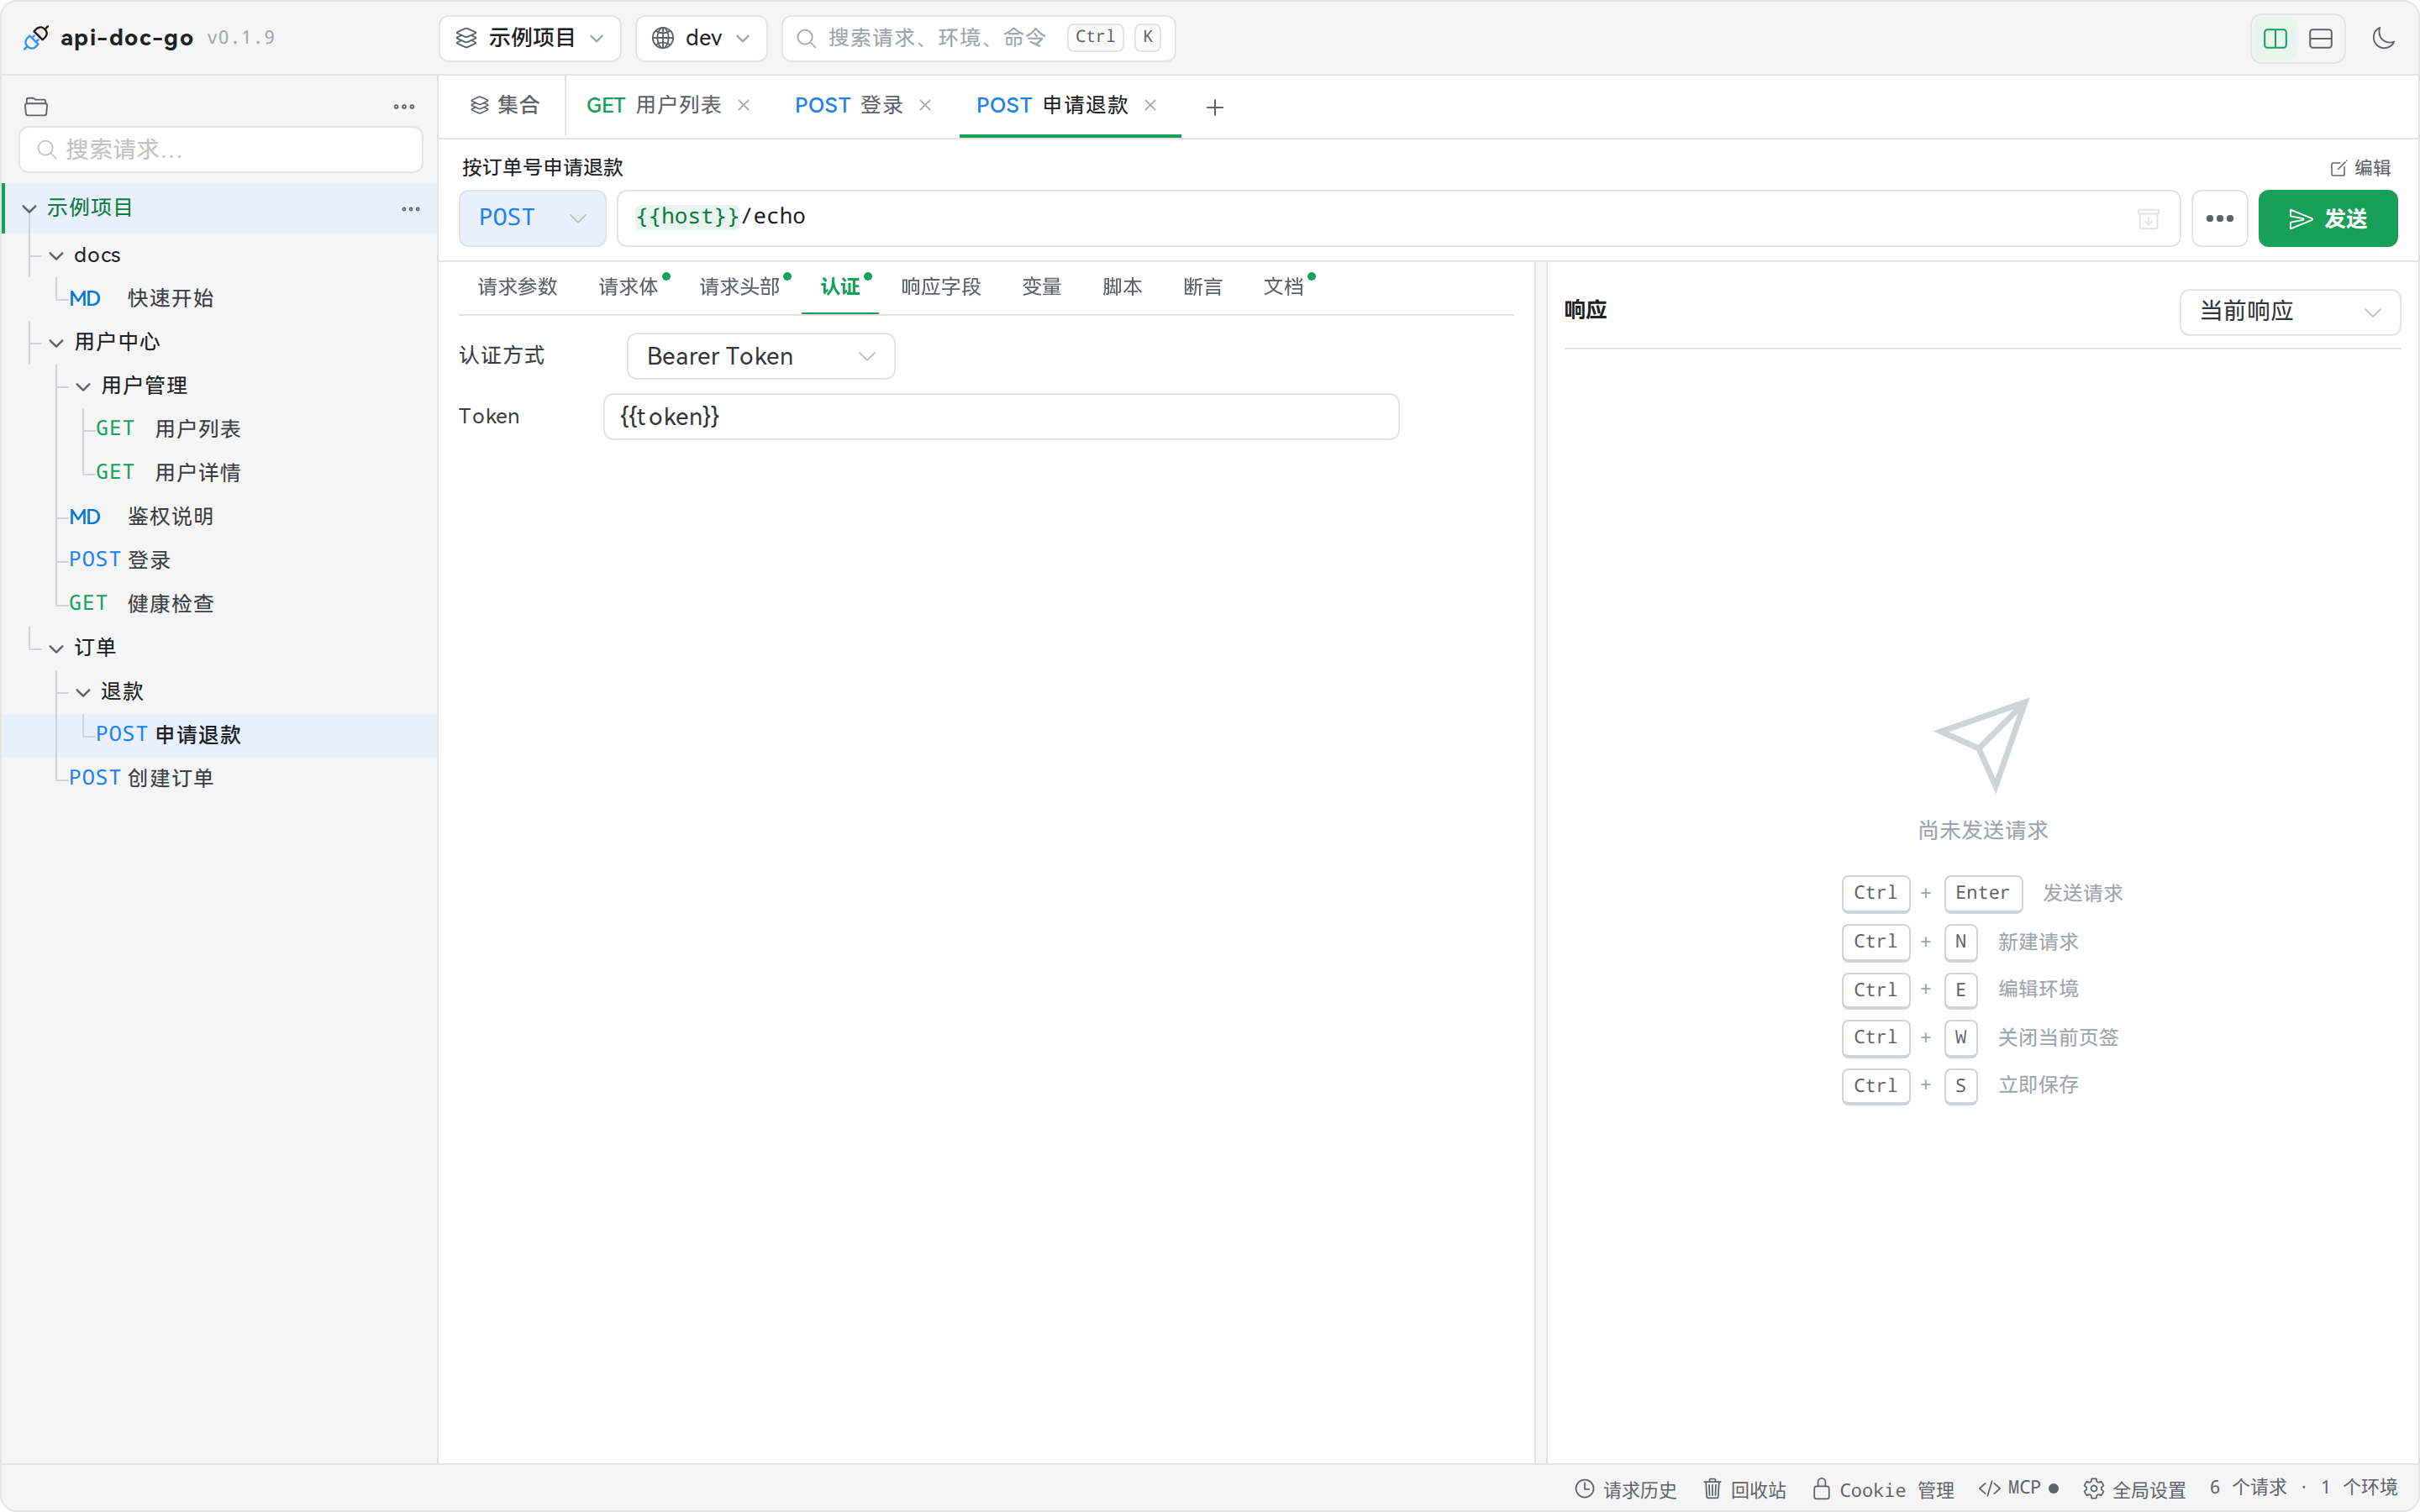 api-doc-go v0.1.9
示例项目
dev
搜索请求、环境、命令 Ctrl K
搜索请求...
示例项目
docs
MD 快速开始
用户中心
用户管理
GET 用户列表
GET 用户详情
MD 鉴权说明
POST 登录
GET 健康检查
订单
退款
POST 申请退款
POST 创建订单
集合
GET 用户列表
POST 登录
POST 申请退款
按订单号申请退款
编辑
POST
{{host}}/echo
发送
请求参数 请求体 请求头部 认证 响应字段 变量 脚本 断言 文档
认证方式 Bearer Token
Token {{token}}
响应
当前响应
尚未发送请求
Ctrl + Enter 发送请求
Ctrl + N 新建请求
Ctrl + E 编辑环境
Ctrl + W 关闭当前页签
Ctrl + S 立即保存
请求历史 回收站 Cookie 管理 MCP 全局设置 6 个请求 · 1 个环境